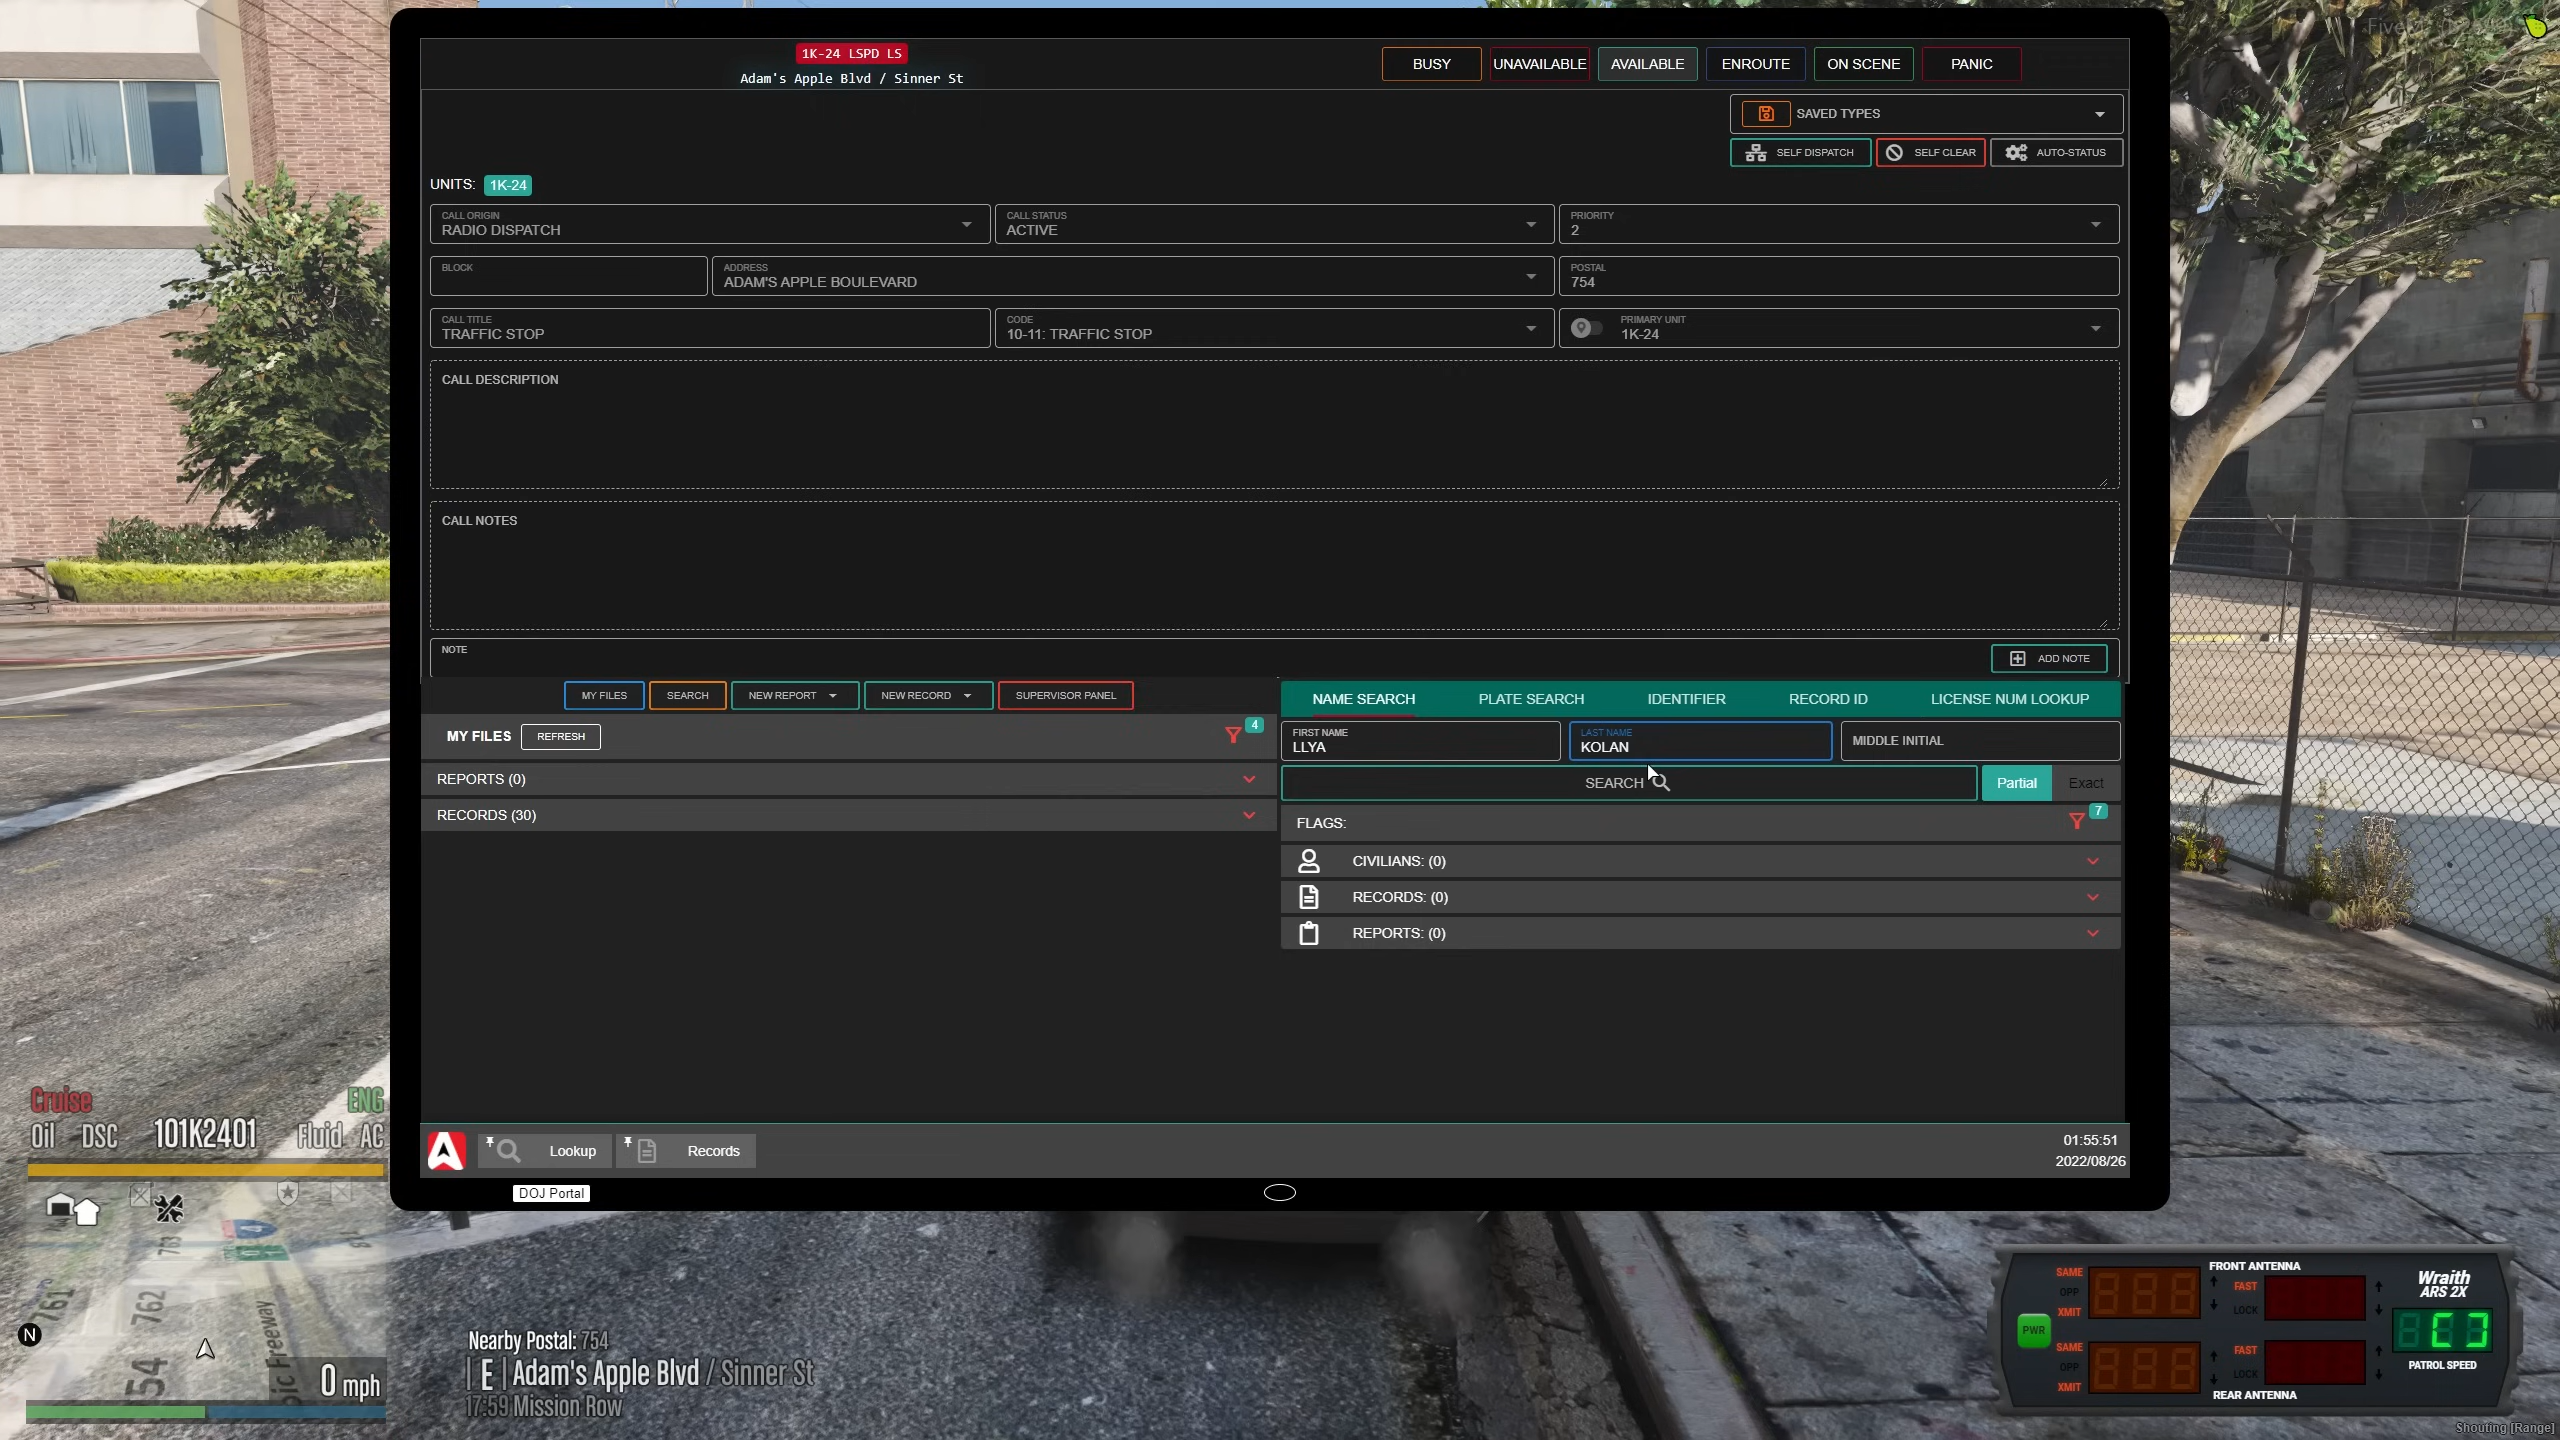 1K-24 LSPD LS
Adam's Apple Blvd / Sinner St
BUSY
UNAVAILABLE
AVAILABLE
ENROUTE
ON SCENE
PANIC
SAVED TYPES
SELF DISPATCH
SELF CLEAR
AUTO-STATUS
UNITS: 1K-24
CALL ORIGIN
RADIO DISPATCH
CALL STATUS
ACTIVE
PRIORITY
2
BLOCK
ADDRESS
ADAM'S APPLE BOULEVARD
POSTAL
754
CALL TITLE
TRAFFIC STOP
CODE
10-11: TRAFFIC STOP
PRIMARY UNIT
1K-24
CALL DESCRIPTION
CALL NOTES
NOTE
ADD NOTE
MY FILES
SEARCH
NEW REPORT
NEW RECORD
SUPERVISOR PANEL
MY FILES
REFRESH
4
REPORTS (0)
RECORDS (30)
NAME SEARCH
PLATE SEARCH
IDENTIFIER
RECORD ID
LICENSE NUM LOOKUP
FIRST NAME
LLYA
LAST NAME
KOLAN
MIDDLE INITIAL
SEARCH
Partial
Exact
FLAGS:
7
CIVILIANS: (0)
RECORDS: (0)
REPORTS: (0)
Lookup
Records
01:55:51
2022/08/26
DOJ Portal
Cruise
ENG
Oil DSC 101K2401 Fluid AC
763
761
762
754
N
0 mph
Nearby Postal: 754
| E | Adam's Apple Blvd / Sinner St
17:59 Mission Row
FRONT ANTENNA
SAME
OPP
XMIT
FAST
LOCK
Wraith
ARS 2X
PWR
SAME
OPP
XMIT
FAST
LOCK
PATROL SPEED
REAR ANTENNA
Shouting [Range]